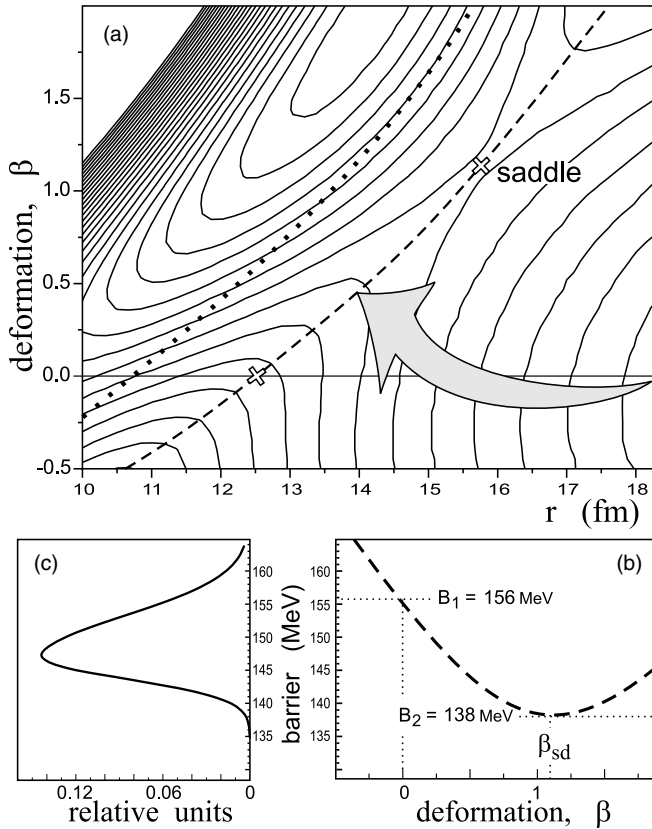 (a)
deformation, β
1.5
1.0
0.5
0.0
-0.5
saddle
10 11 12 13 14 15 16 17 18
r (fm)
(c)
160
155
150
145
140
135
barrier (MeV)
0.12 0.06 0
relative units
(b)
160
155
150
145
140
135
B1 = 156 MeV
B2 = 138 MeV
βsd
0 1
deformation, β